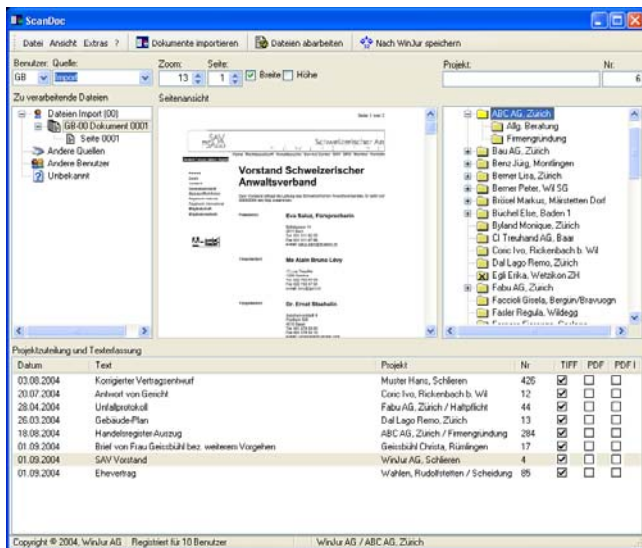 ScanDoc
Datei Ansicht Extras ? Dokumente importieren Dateien abarbeiten Nach WinJur speichern
Benutzer: Quelle: Zoom: Seite: Projekt: Nr:
GB Import 13 1 Breite Höhe 6
Zu verarbeitende Dateien Seitenansicht
Dateien Import (00)
GB-00 Dokument 0001
Seite 0001
Andere Quellen
Andere Benutzer
Unbekannt
Seite 1 von 2
SAV
Vorstand Schweizerischer
Anwaltsverband
Eva Saluz, Fürsprecherin
Me Alain Bruno Lévy
Dr. Ernst Staehelin
ABC AG, Zürich
Allg. Beratung
Firmengründung
Bau AG, Zürich
Benz Jürg, Montlingen
Berner Lisa, Zürich
Berner Peter, Wil SG
Brösel Markus, Märstetten Dorf
Büchel Else, Baden 1
Byland Monique, Zürich
CI Treuhand AG, Baar
Coric Ivo, Rickenbach b. Wil
Dal Lago Remo, Zürich
Egli Erika, Wetzikon ZH
Fabu AG, Zürich
Faccioli Gisela, Bergün/Bravuogn
Fasler Regula, Wildegg
Projektzuteilung und Texterfassung
Datum Text Projekt Nr TIFF PDF PDF I
03.08.2004 Korrigierter Vertragsentwurf Muster Hans, Schlieren 426
20.07.2004 Antwort von Gericht Coric Ivo, Rickenbach b. Wil 12
28.04.2004 Unfallprotokoll Fabu AG, Zürich / Haftpflicht 44
26.03.2004 Gebäude-Plan Dal Lago Remo, Zürich 13
18.08.2004 Handelsregister-Auszug ABC AG, Zürich / Firmengründung 284
01.09.2004 Brief von Frau Geissbühl bez. weiterem Vorgehen Geissbühl Christa, Rümlingen 17
01.09.2004 SAV Vorstand WinJur AG, Schlieren 4
01.09.2004 Ehevertrag Wahlen, Rudolfstetten / Scheidung 85
Copyright © 2004, WinJur AG Registriert für 10 Benutzer WinJur AG / ABC AG, Zürich